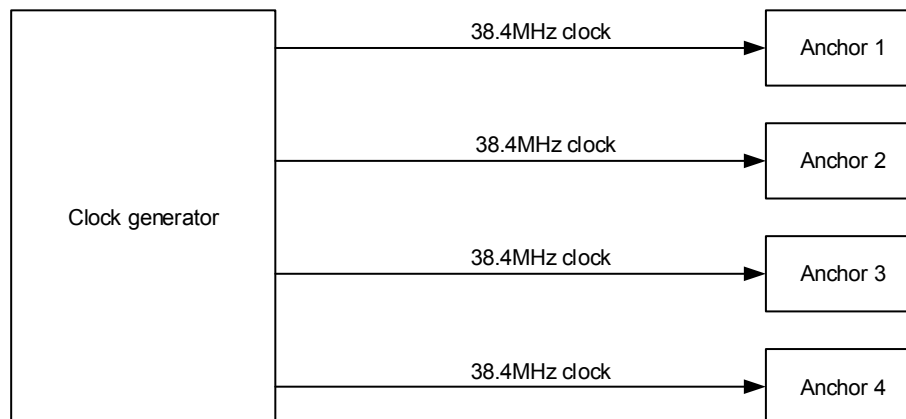 38.4MHz clock
Anchor 1
38.4MHz clock
Anchor 2
Clock generator
38.4MHz clock
Anchor 3
38.4MHz clock
Anchor 4